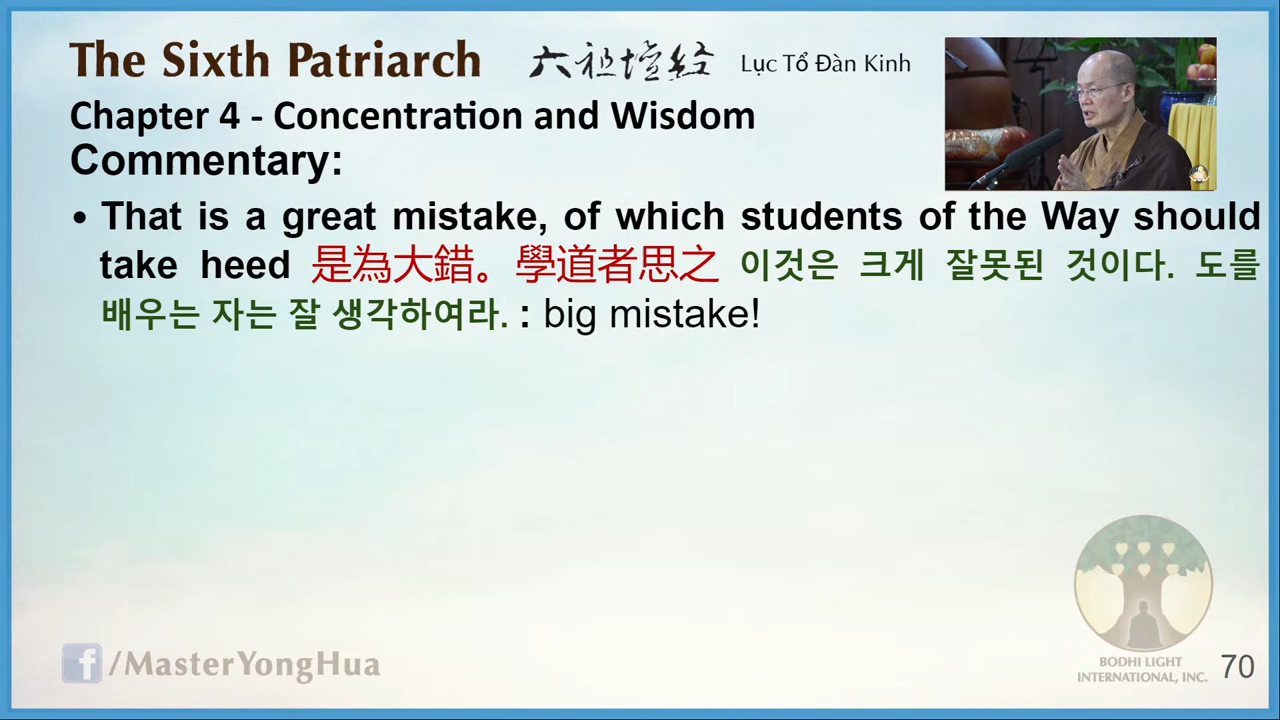 The Sixth Patriarch 六祖壇經 Lục Tổ Đàn Kinh
Chapter 4 - Concentration and Wisdom
Commentary:
• That is a great mistake, of which students of the Way should
take heed 是為大錯。學道者思之 이것은 크게 잘못된 것이다. 도를
배우는 자는 잘 생각하여라. : big mistake!
f/MasterYongHua
BODHI LIGHT
INTERNATIONAL, INC.
70